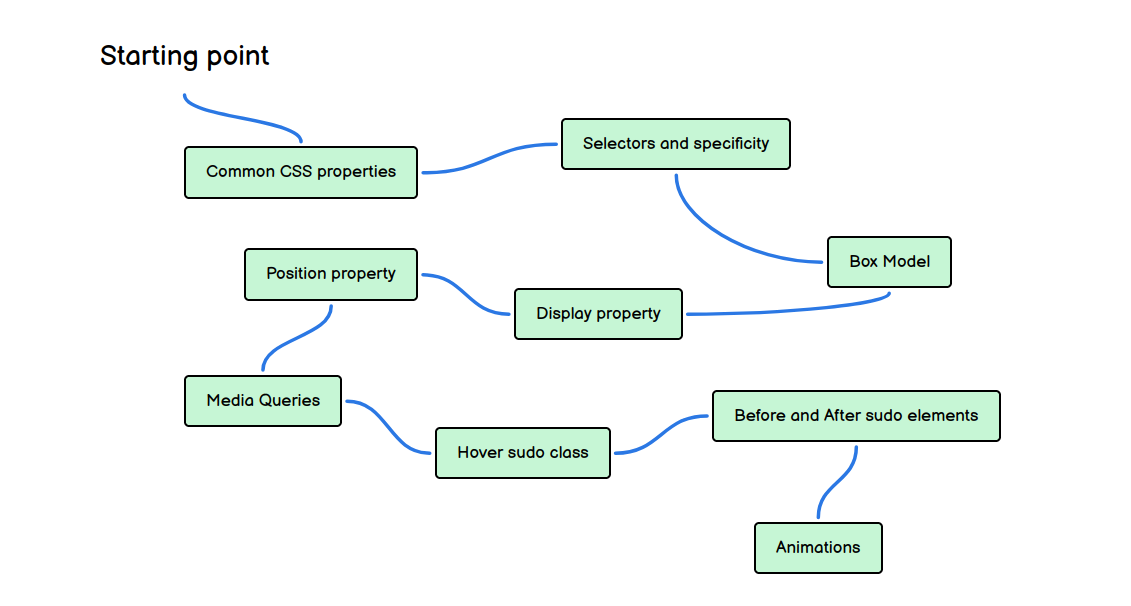 Starting point
Common CSS properties
Selectors and specificity
Box Model
Display property
Position property
Media Queries
Hover sudo class
Before and After sudo elements
Animations